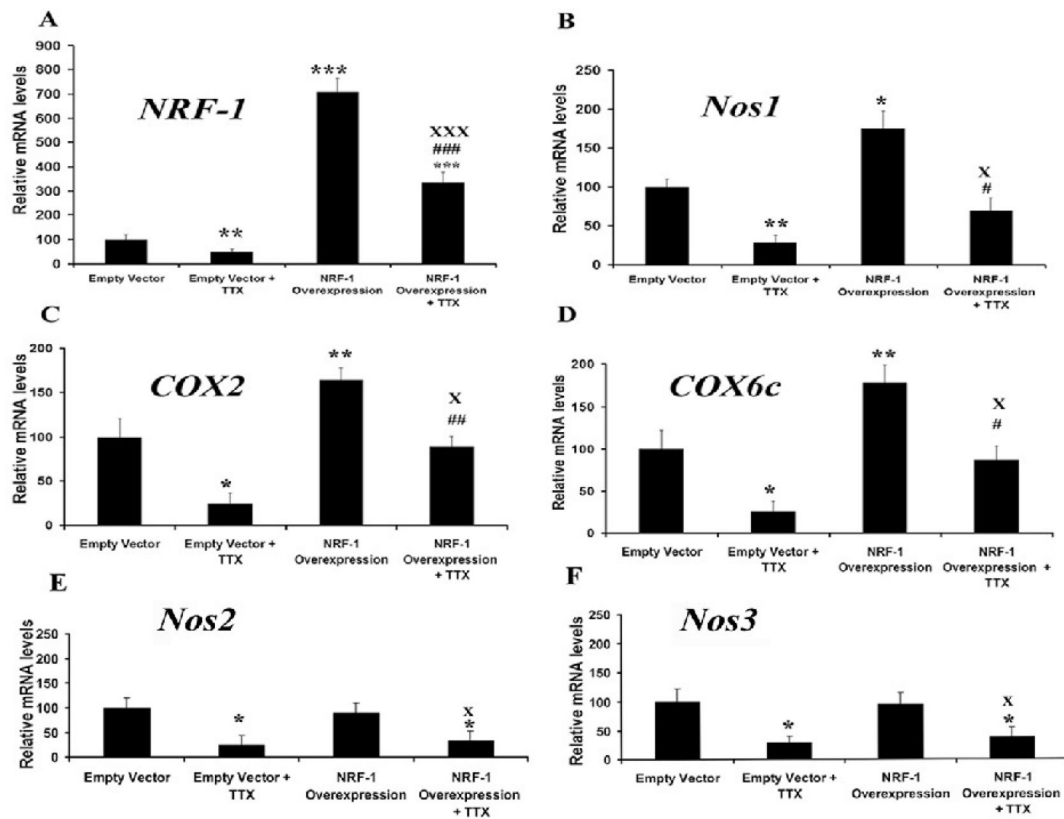 A
Relative mRNA levels
900
800
700
600
500
400
300
200
100
0
NRF-1
**
***
XXX
###
***
Empty Vector
Empty Vector +
TTX
NRF-1
Overexpression
NRF-1
Overexpression
+ TTX
B
Relative mRNA levels
250
200
150
100
50
0
Nos1
**
*
X
#
Empty Vector
Empty Vector +
TTX
NRF-1
Overexpression
NRF-1
Overexpression
+ TTX
C
Relative mRNA levels
200
150
100
50
0
COX2
*
**
X
##
Empty Vector
Empty Vector +
TTX
NRF-1
Overexpression
NRF-1
Overexpression
+ TTX
D
Relative mRNA levels
200
150
100
50
0
COX6c
*
**
X
#
Empty Vector
Empty Vector +
TTX
NRF-1
Overexpression
NRF-1
Overexpression +
TTX
E
Relative mRNA levels
250
200
150
100
50
0
Nos2
*
X
*
Empty Vector
Empty Vector +
TTX
NRF-1
Overexpression
NRF-1
Overexpression
+ TTX
F
Relative mRNA levels
250
200
150
100
50
0
Nos3
*
X
*
Empty Vector
Empty Vector +
TTX
NRF-1
Overexpression
NRF-1
Overexpression
+ TTX